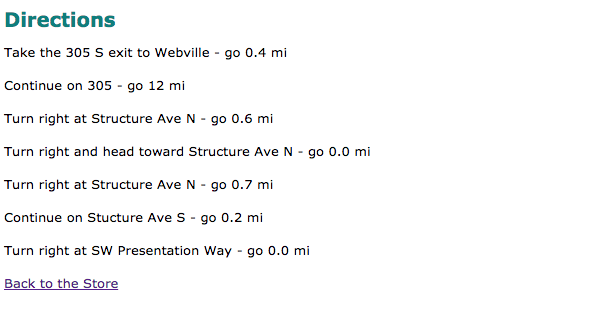 Directions
Take the 305 S exit to Webville - go 0.4 mi
Continue on 305 - go 12 mi
Turn right at Structure Ave N - go 0.6 mi
Turn right and head toward Structure Ave N - go 0.0 mi
Turn right at Structure Ave N - go 0.7 mi
Continue on Stucture Ave S - go 0.2 mi
Turn right at SW Presentation Way - go 0.0 mi
Back to the Store